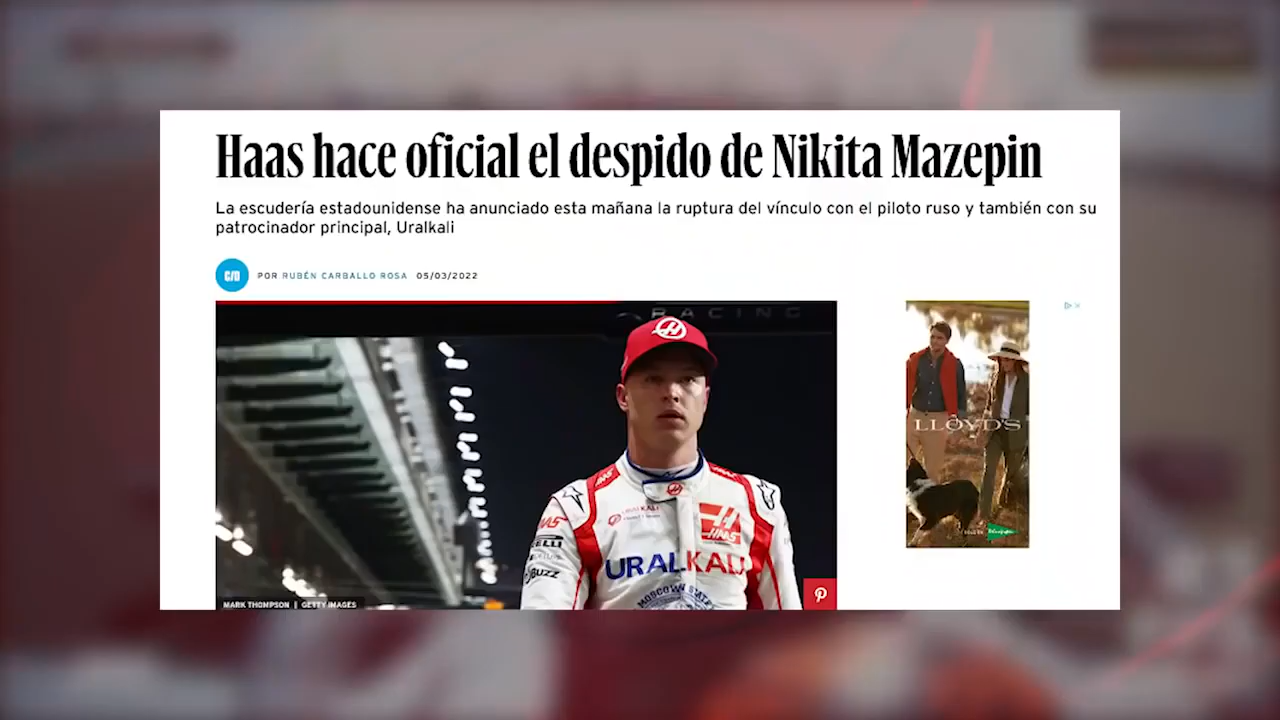 Haas hace oficial el despido de Nikita Mazepin
La escudería estadounidense ha anunciado esta mañana la ruptura del vínculo con el piloto ruso y también con su
patrocinador principal, Uralkali
C/D
POR RUBÉN CARBALLO ROSA 05/03/2022
RACING
HAAS
URALKALI
MOSCOW STATE
LLOYD'S
MARK THOMPSON | GETTY IMAGES